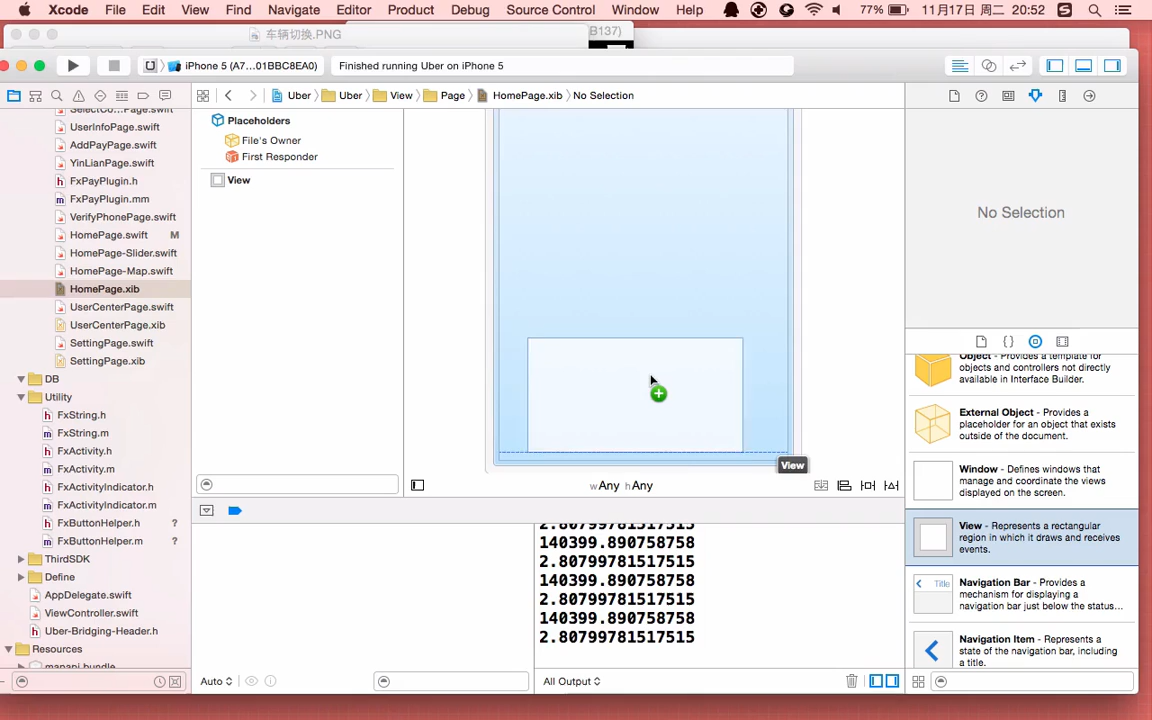 Xcode File Edit View Find Navigate Editor Product Debug Source Control Window Help 77% 11月17日 周二 20:52
车辆切换.PNG
B137)
iPhone 5 (A7...01BBC8EA0)
Finished running Uber on iPhone 5
Uber Uber View Page HomePage.xib No Selection
UserInfoPage.swift
AddPayPage.swift
YinLianPage.swift
FxPayPlugin.h
FxPayPlugin.mm
VerifyPhonePage.swift
HomePage.swift M
HomePage-Slider.swift
HomePage-Map.swift
HomePage.xib
UserCenterPage.swift
UserCenterPage.xib
SettingPage.swift
SettingPage.xib
DB
Utility
FxString.h
FxString.m
FxActivity.h
FxActivity.m
FxActivityIndicator.h
FxActivityIndicator.m
FxButtonHelper.h ?
FxButtonHelper.m ?
ThirdSDK
Define
AppDelegate.swift
ViewController.swift
Uber-Bridging-Header.h
Resources
mapapi.bundle
Placeholders
File's Owner
First Responder
View
View
wAny hAny
2.80799781517515
140399.890758758
2.80799781517515
140399.890758758
2.80799781517515
140399.890758758
2.80799781517515
Auto
All Output
No Selection
Object - Provides a template for
objects and controllers not directly
available in Interface Builder.
External Object - Provides a
placeholder for an object that exists
outside of the document.
Window - Defines windows that
manage and coordinate the views
displayed on the screen.
View - Represents a rectangular
region in which it draws and receives
events.
Title
Navigation Bar - Provides a
mechanism for displaying a
navigation bar just below the status...
Navigation Item - Represents a
state of the navigation bar, including
a title.